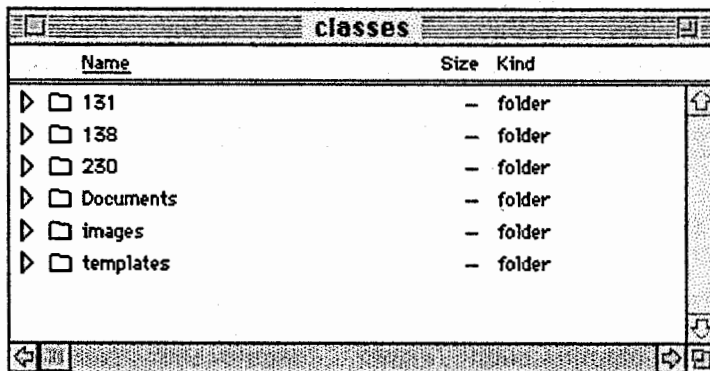 classes
Name Size Kind
131 – folder
138 – folder
230 – folder
Documents – folder
images – folder
templates – folder